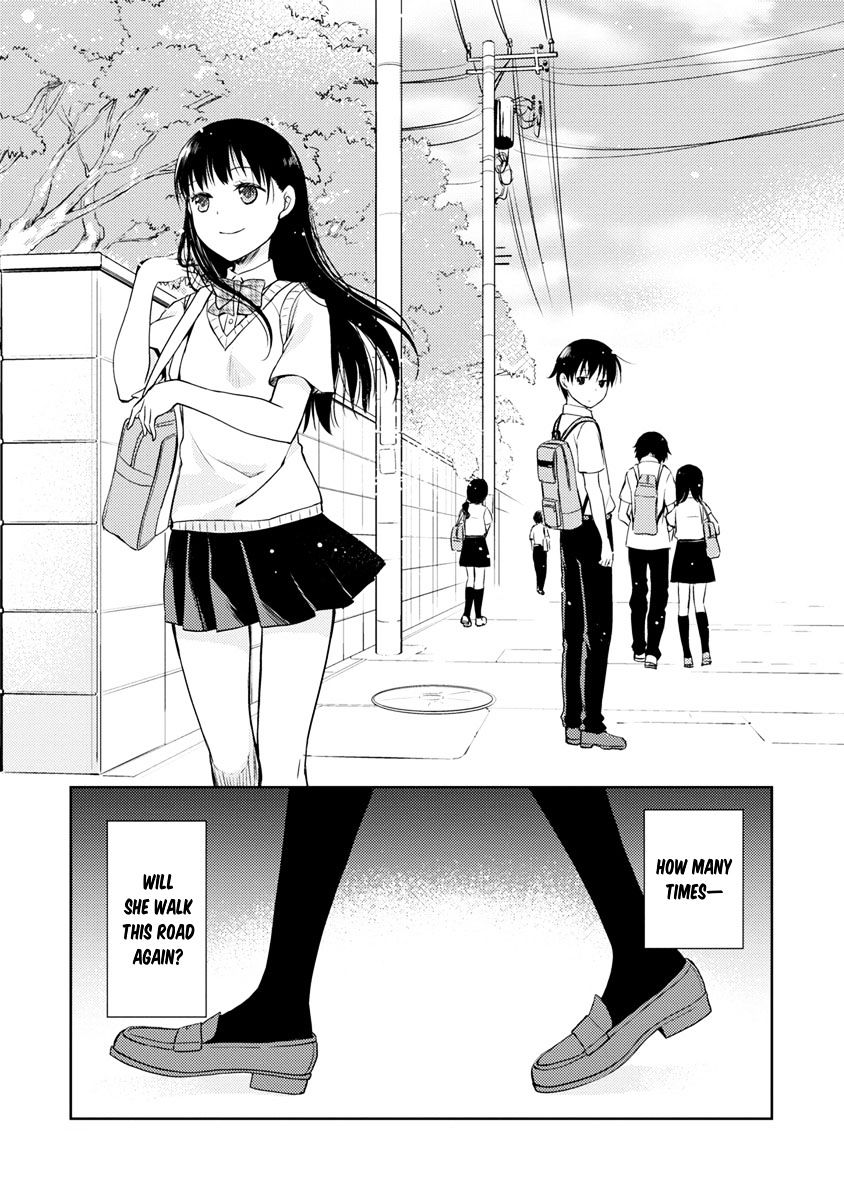 HOW MANY
TIMES—
WILL
SHE WALK
THIS ROAD
AGAIN?